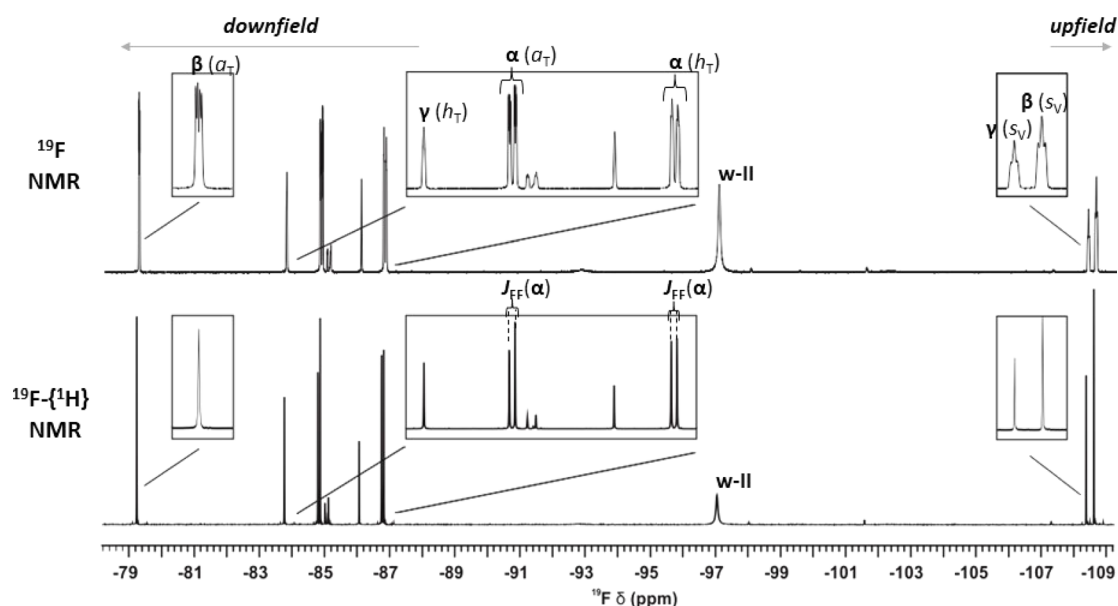 downfield
upfield
β (aT)
α (aT)
α (hT)
γ (hT)
β (sV)
γ (sV)
19F
NMR
w-II
JFF(α)
JFF(α)
19F-{1H}
NMR
w-II
-79 -81 -83 -85 -87 -89 -91 -93 -95 -97 -99 -101 -103 -105 -107 -109
19F δ (ppm)